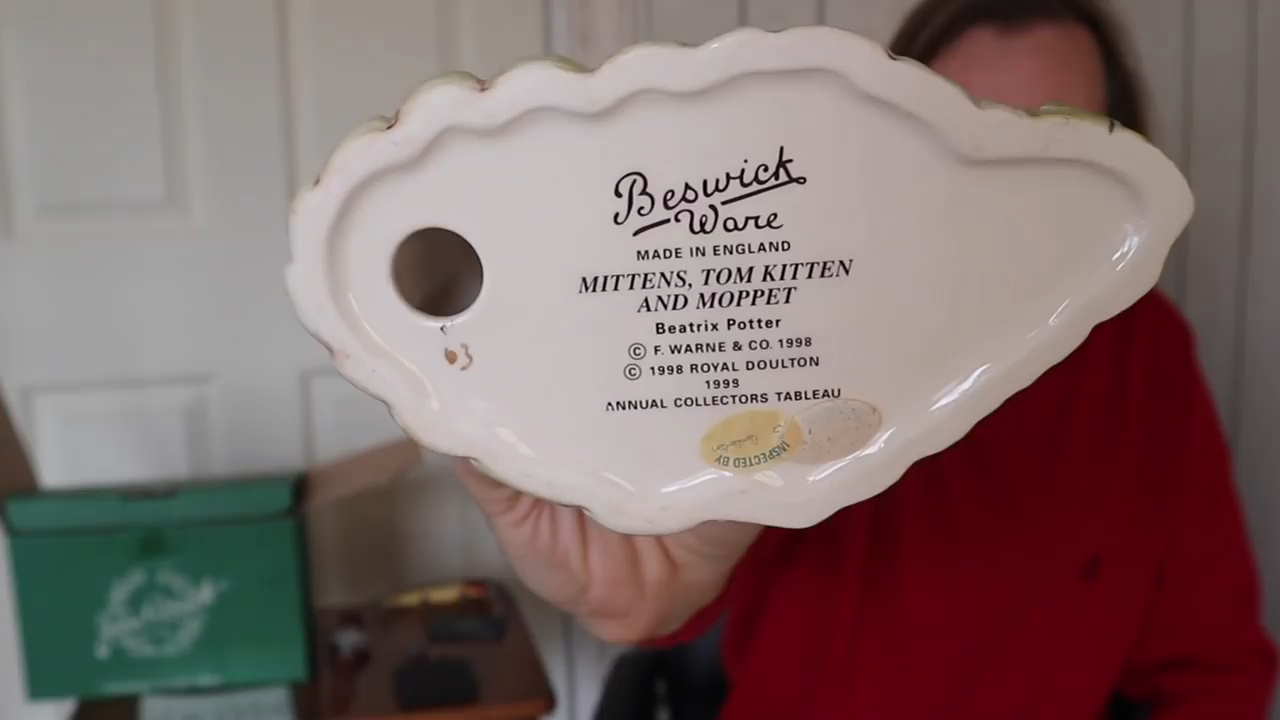 Beswick
Ware
MADE IN ENGLAND
MITTENS, TOM KITTEN
AND MOPPET
Beatrix Potter
© F. WARNE & CO. 1998
© 1998 ROYAL DOULTON
1999
ANNUAL COLLECTORS TABLEAU
INSPECTED BY